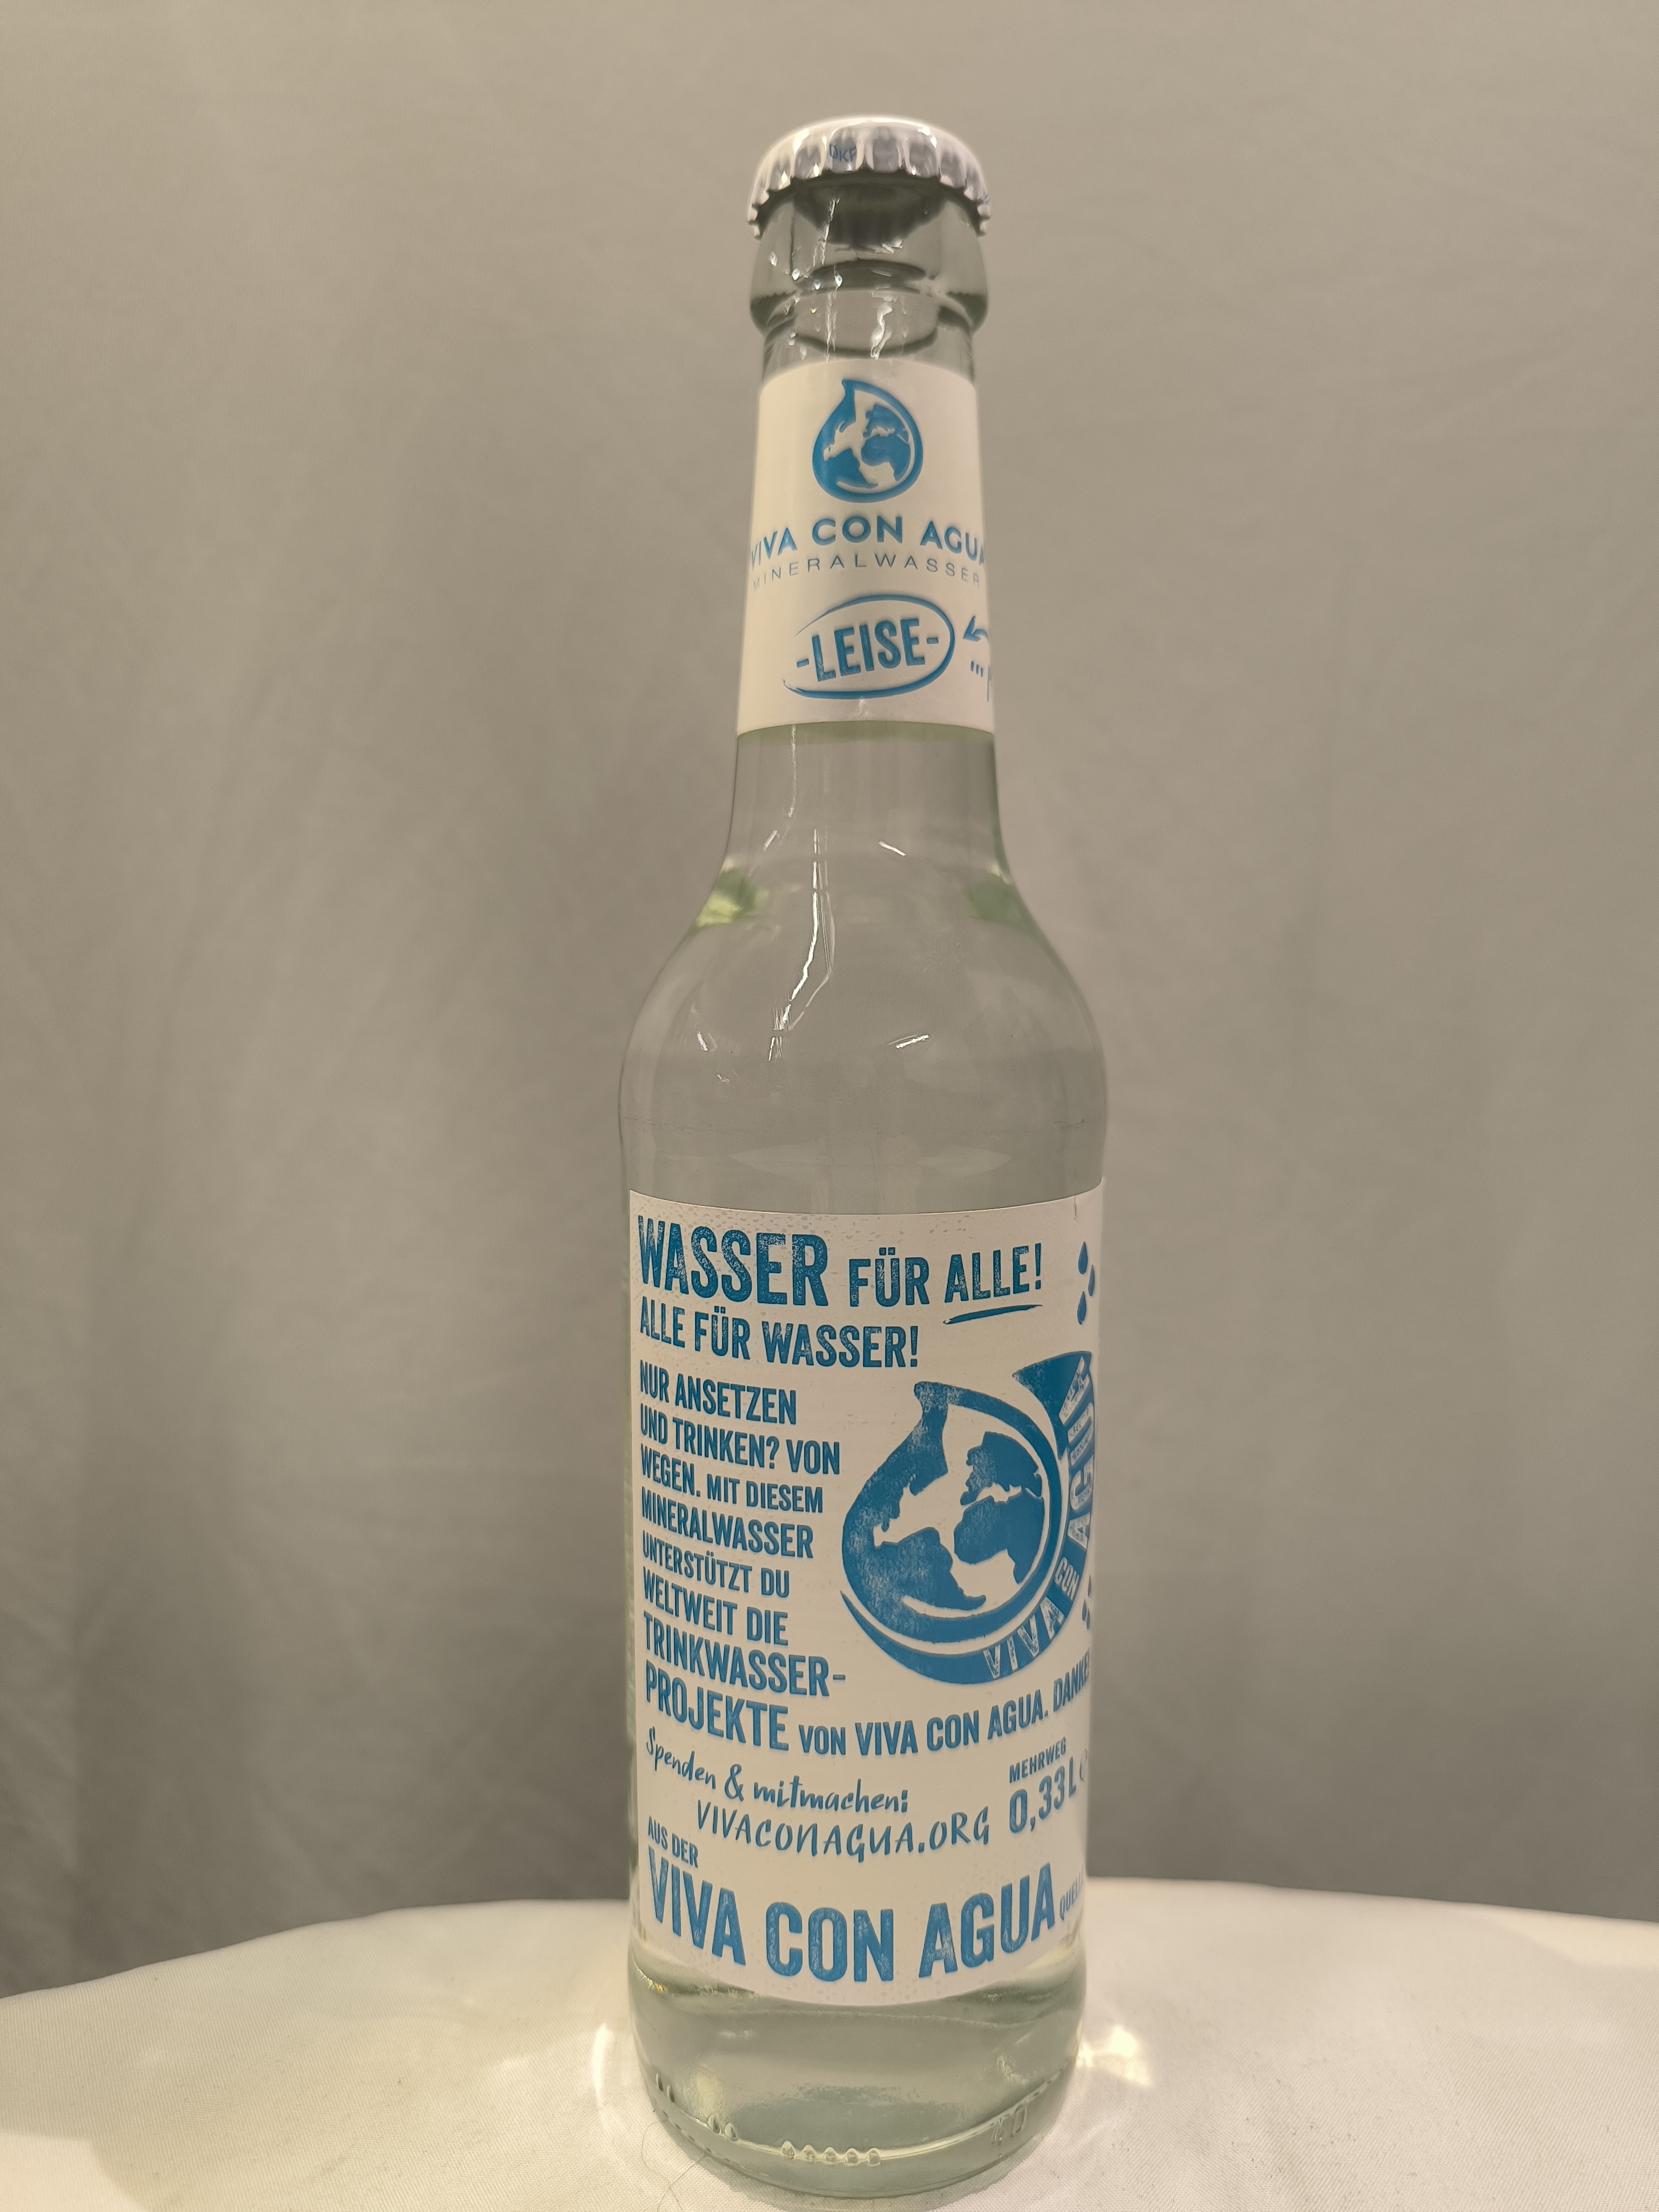 VIVA CON AGUA
MINERALWASSER
-LEISE-
WASSER FÜR ALLE!
ALLE FÜR WASSER!
NUR ANSETZEN
UND TRINKEN? VON
WEGEN. MIT DIESEM
MINERALWASSER
UNTERSTÜTZT DU
WELTWEIT DIE
TRINKWASSER-
PROJEKTE VON VIVA CON AGUA. DANKE!
VIVA CON AGUA
Spenden & mitmachen:
VIVACONAGUA.ORG
MEHRWEG
0,33L
AUS DER
VIVA CON AGUA